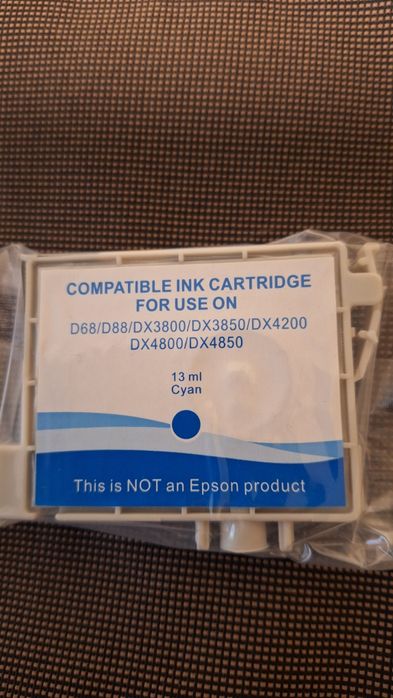 COMPATIBLE INK CARTRIDGE
FOR USE ON
D68/D88/DX3800/DX3850/DX4200
DX4800/DX4850
13 ml
Cyan
This is NOT an Epson product